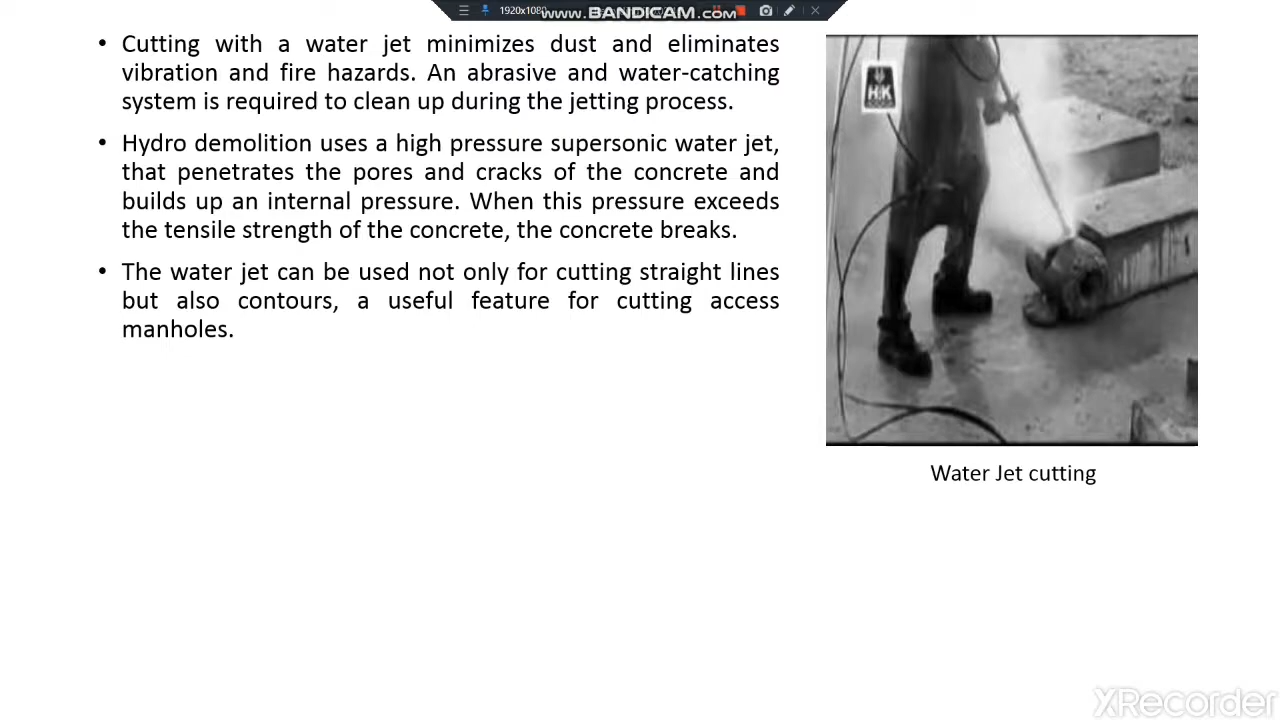 1920x1080
www.BANDICAM.com
• Cutting with a water jet minimizes dust and eliminates
vibration and fire hazards. An abrasive and water-catching
system is required to clean up during the jetting process.
• Hydro demolition uses a high pressure supersonic water jet,
that penetrates the pores and cracks of the concrete and
builds up an internal pressure. When this pressure exceeds
the tensile strength of the concrete, the concrete breaks.
• The water jet can be used not only for cutting straight lines
but also contours, a useful feature for cutting access
manholes.
Water Jet cutting
XRecorder